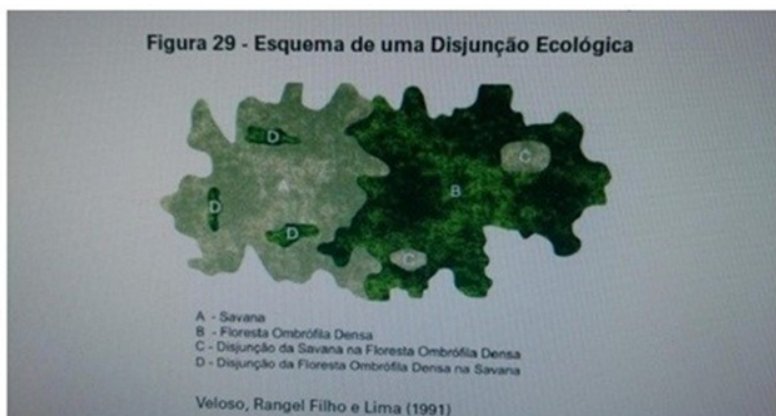 Figura 29 - Esquema de uma Disjunção Ecológica
D
C
A
B
D
D
C
A - Savana
B - Floresta Ombrófila Densa
C - Disjunção da Savana na Floresta Ombrófila Densa
D - Disjunção da Floresta Ombrófila Densa na Savana
Veloso, Rangel Filho e Lima (1991)